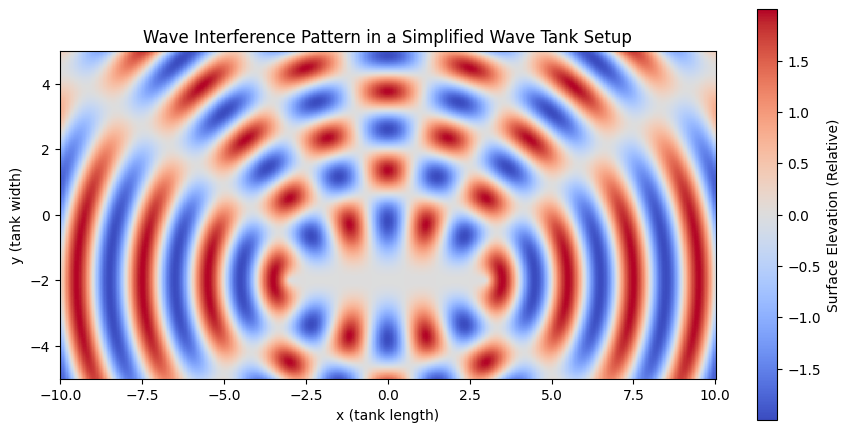 Wave Interference Pattern in a Simplified Wave Tank Setup
4
2
0
−2
−4
y (tank width)
−10.0 −7.5 −5.0 −2.5 0.0 2.5 5.0 7.5 10.0
x (tank length)
1.5
1.0
0.5
0.0
−0.5
−1.0
−1.5
Surface Elevation (Relative)